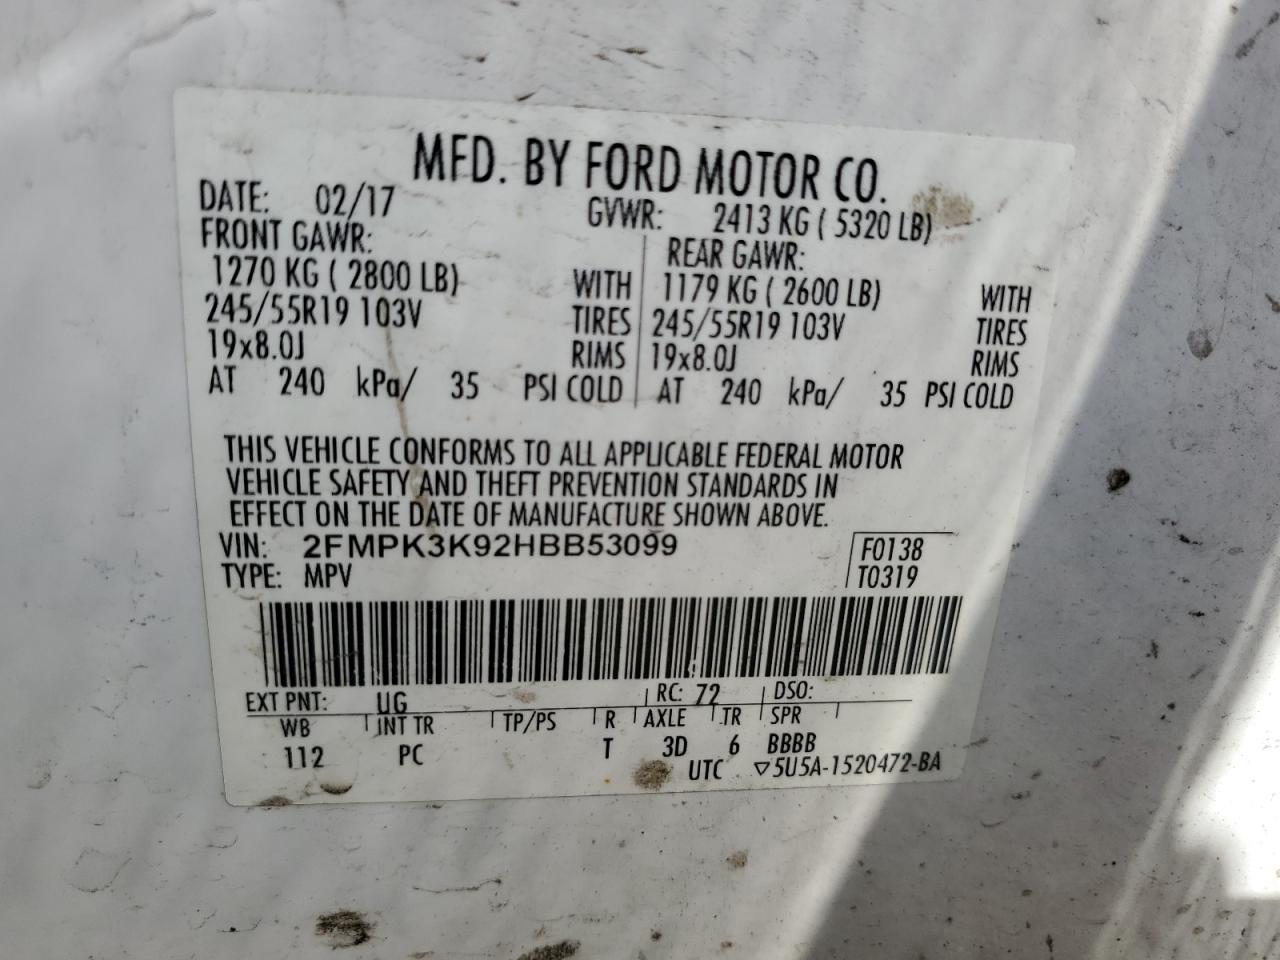 MFD. BY FORD MOTOR CO.
DATE: 02/17 GVWR: 2413 KG ( 5320 LB)
FRONT GAWR: REAR GAWR:
1270 KG ( 2800 LB) WITH 1179 KG ( 2600 LB) WITH
245/55R19 103V TIRES 245/55R19 103V TIRES
19x8.0J RIMS 19x8.0J RIMS
AT 240 kPa/ 35 PSI COLD AT 240 kPa/ 35 PSI COLD
THIS VEHICLE CONFORMS TO ALL APPLICABLE FEDERAL MOTOR
VEHICLE SAFETY AND THEFT PREVENTION STANDARDS IN
EFFECT ON THE DATE OF MANUFACTURE SHOWN ABOVE.
VIN: 2FMPK3K92HBB53099 F0138
TYPE: MPV T0319
EXT PNT: UG RC: 72 DSO:
WB INT TR TP/PS R AXLE TR SPR
112 PC T 3D 6 BBBB
UTC ▽5U5A-1520472-BA